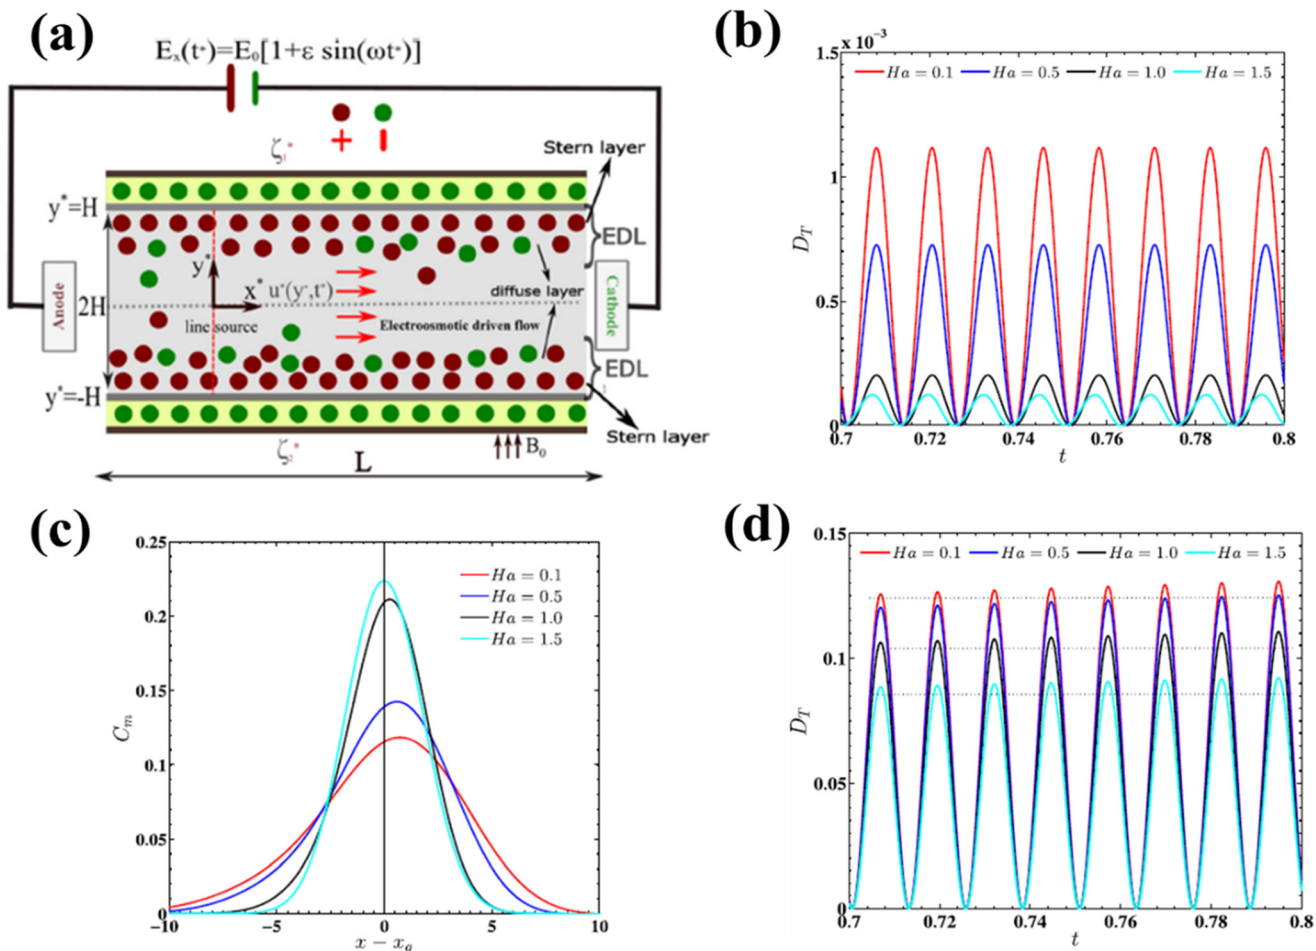 (a)
Eₓ(t*)=E₀[1+ε sin(ωt*)]
+
ζ₁*
Stern layer
y*=H
EDL
y*
Anode
2H
x* u*(y*,t*)
diffuse layer
Cathode
line source
Electroosmotic driven flow
EDL
y*=-H
Stern layer
ζ₂*
B₀
L
(b)
1.5 x 10⁻³
Ha = 0.1 Ha = 0.5 Ha = 1.0 Ha = 1.5
1
D_T
0.5
0
0.7 0.72 0.74 0.76 0.78 0.8
t
(c)
0.25
Ha = 0.1
Ha = 0.5
0.2
Ha = 1.0
Ha = 1.5
0.15
C_m
0.1
0.05
0
−10 −5 0 5 10
x − x_g
(d)
0.15
Ha = 0.1 Ha = 0.5 Ha = 1.0 Ha = 1.5
0.1
D_T
0.05
0
0.7 0.72 0.74 0.76 0.78 0.8
t